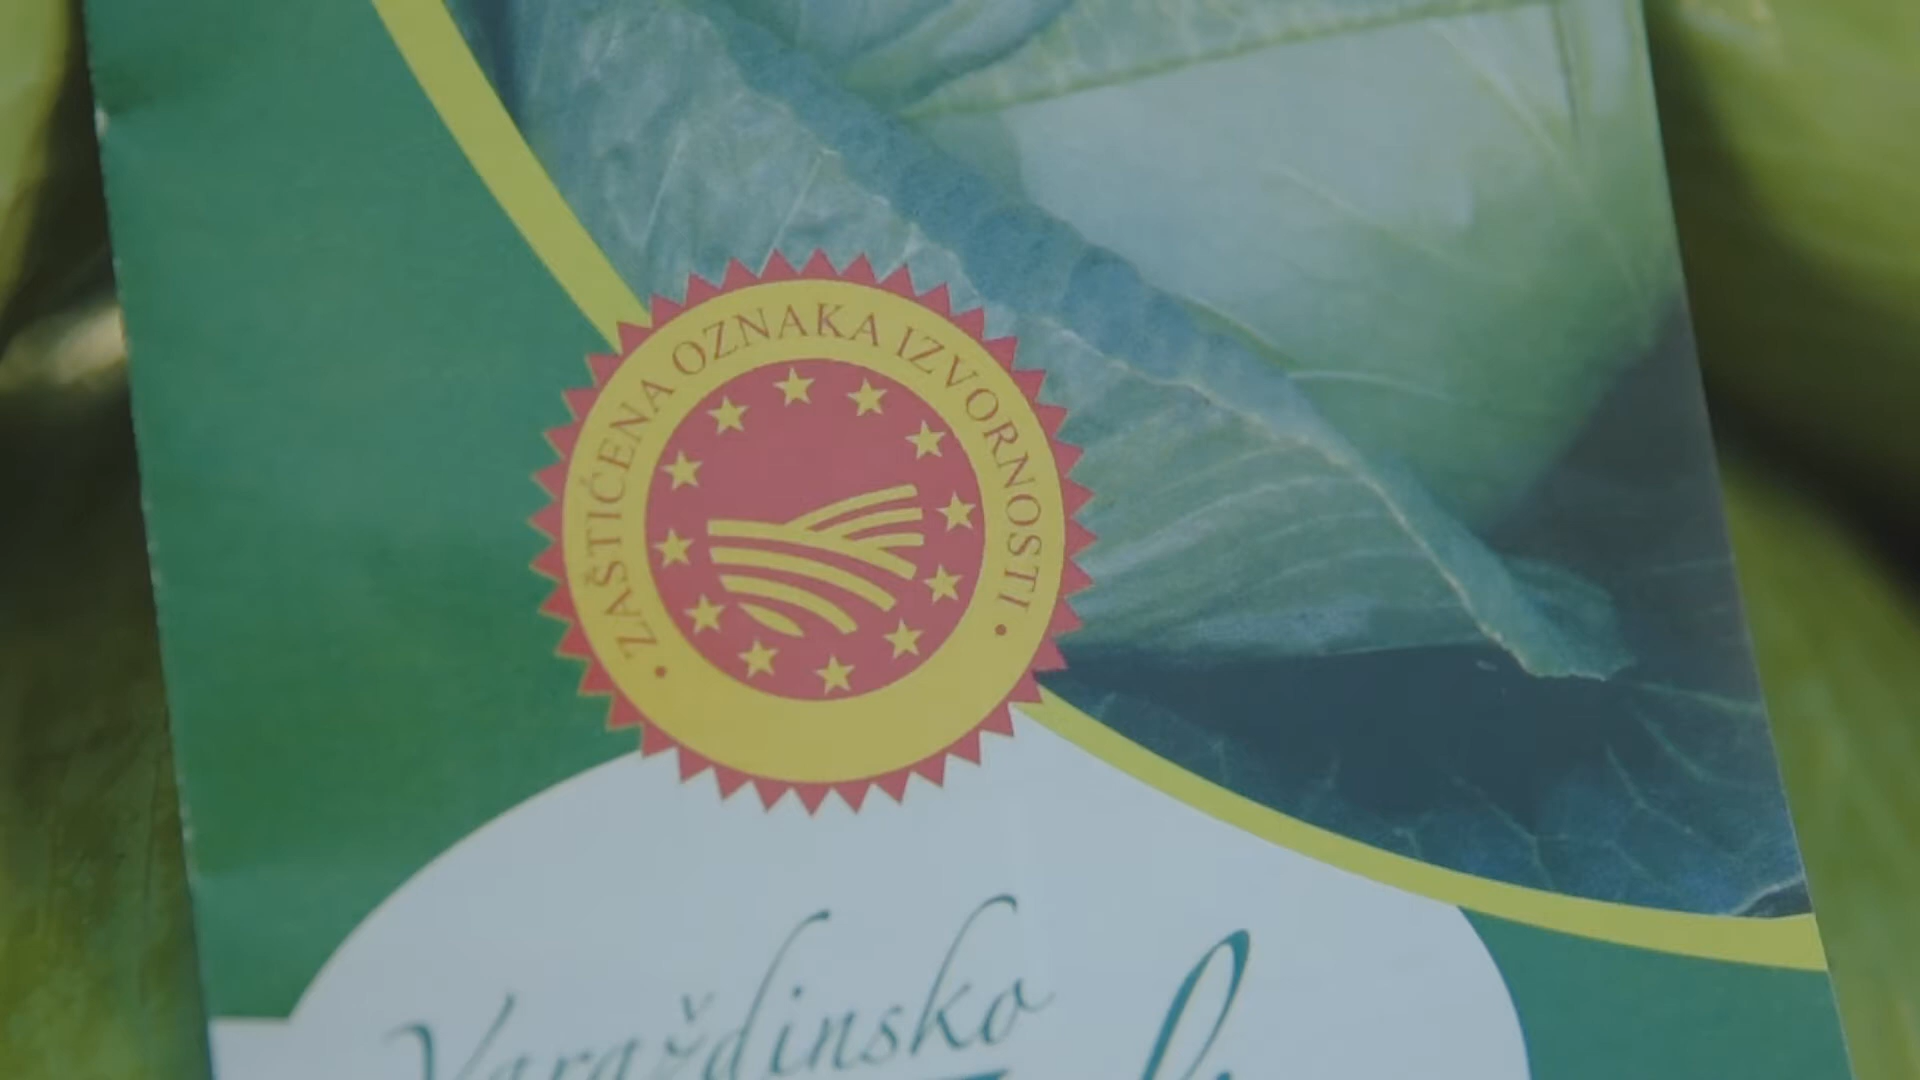 • ZAŠTIĆENA OZNAKA IZVORNOSTI •
Varaždinsko